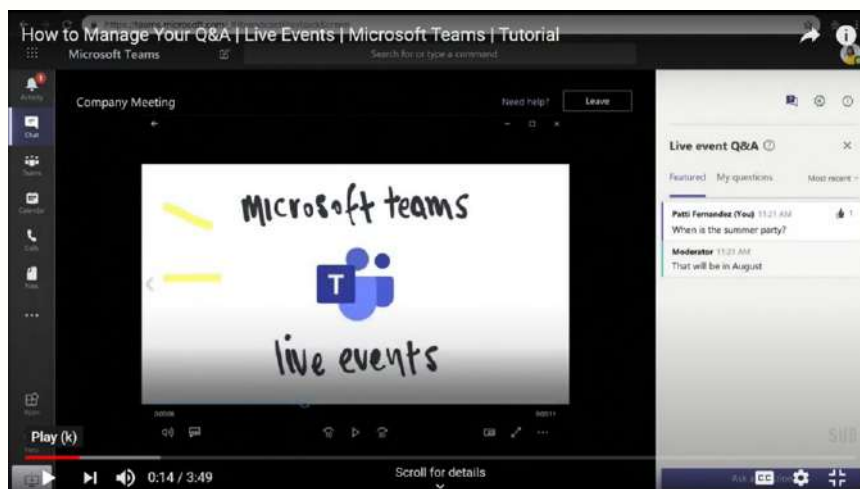 How to Manage Your Q&A | Live Events | Microsoft Teams | Tutorial
Microsoft Teams
Search for or type a command
Activity
Chat
Teams
Calendar
Calls
Files
Company Meeting
Need help?
Leave
microsoft teams
T
live events
Live event Q&A
Featured
My questions
Most recent
Patti Fernandez (You) 11:21 AM
1
When is the summer party?
Moderator 11:21 AM
That will be in August
Play (k)
0:14 / 3:49
Scroll for details
SUB
CC